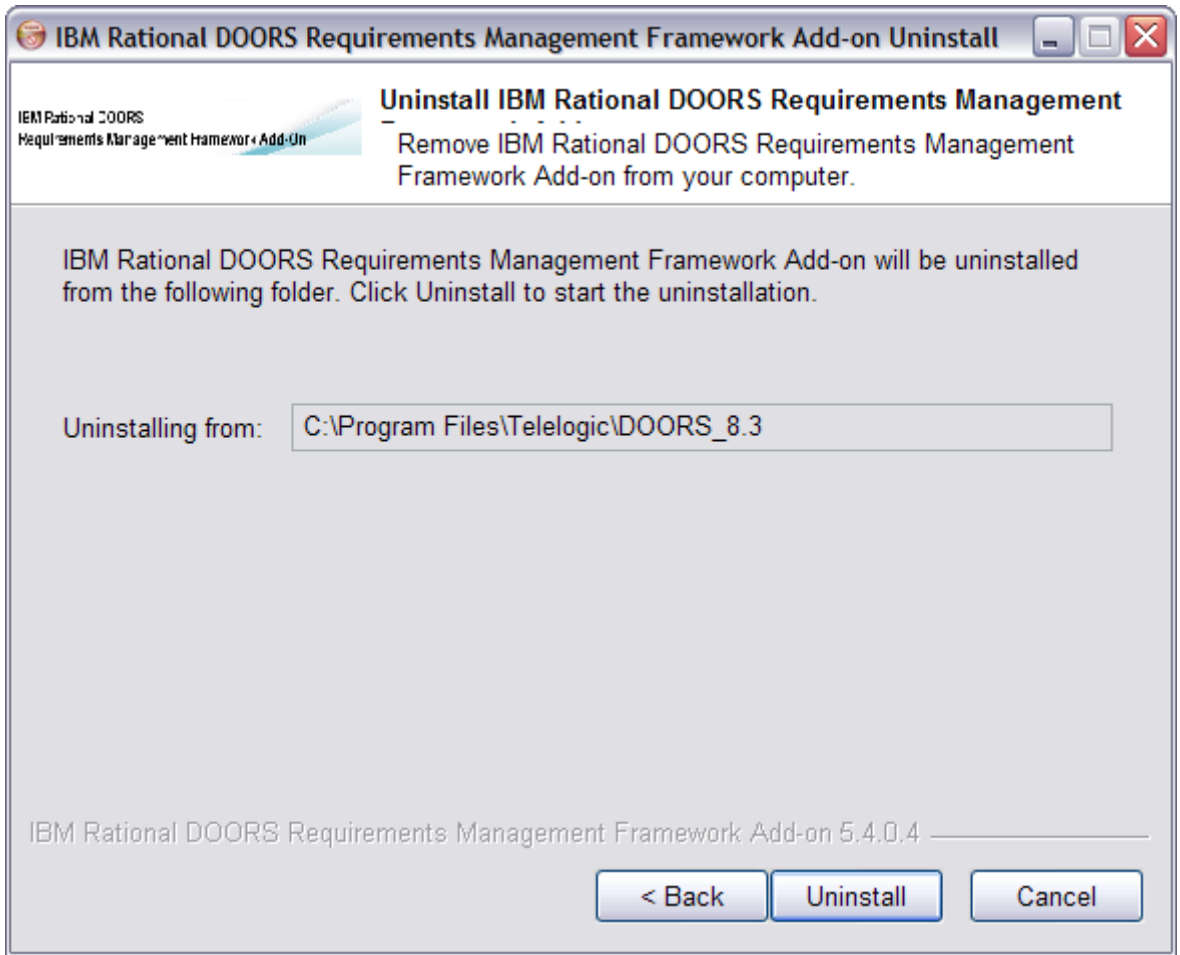 IBM Rational DOORS Requirements Management Framework Add-on Uninstall
IBM Rational DOORS
Requirements Management Framework Add-On
Uninstall IBM Rational DOORS Requirements Management
Remove IBM Rational DOORS Requirements Management
Framework Add-on from your computer.
IBM Rational DOORS Requirements Management Framework Add-on will be uninstalled
from the following folder. Click Uninstall to start the uninstallation.
Uninstalling from: C:\Program Files\Telelogic\DOORS_8.3
IBM Rational DOORS Requirements Management Framework Add-on 5.4.0.4
< Back Uninstall Cancel